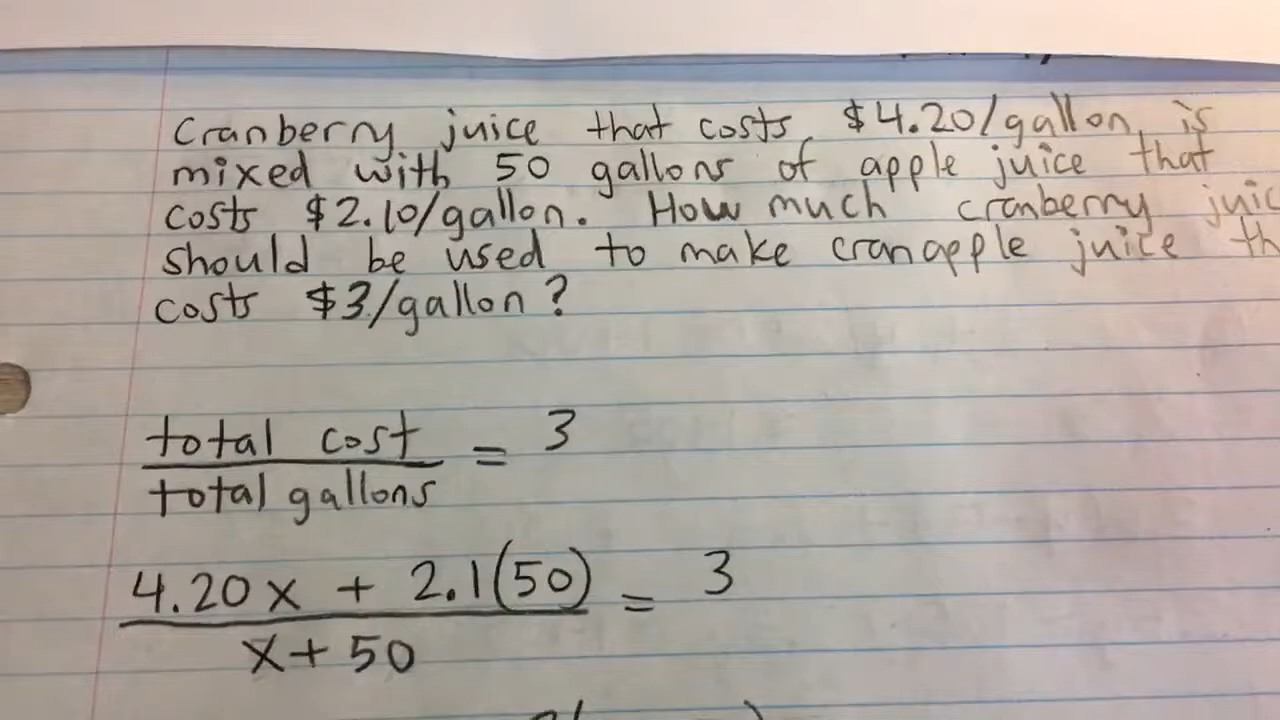 Cranberry juice that costs $4.20/gallon is
mixed with 50 gallons of apple juice that
costs $2.10/gallon. How much cranberry juic
should be used to make cranapple juice th
costs $3/gallon?
total cost
= 3
total gallons
4.20x + 2.1(50)
= 3
x + 50